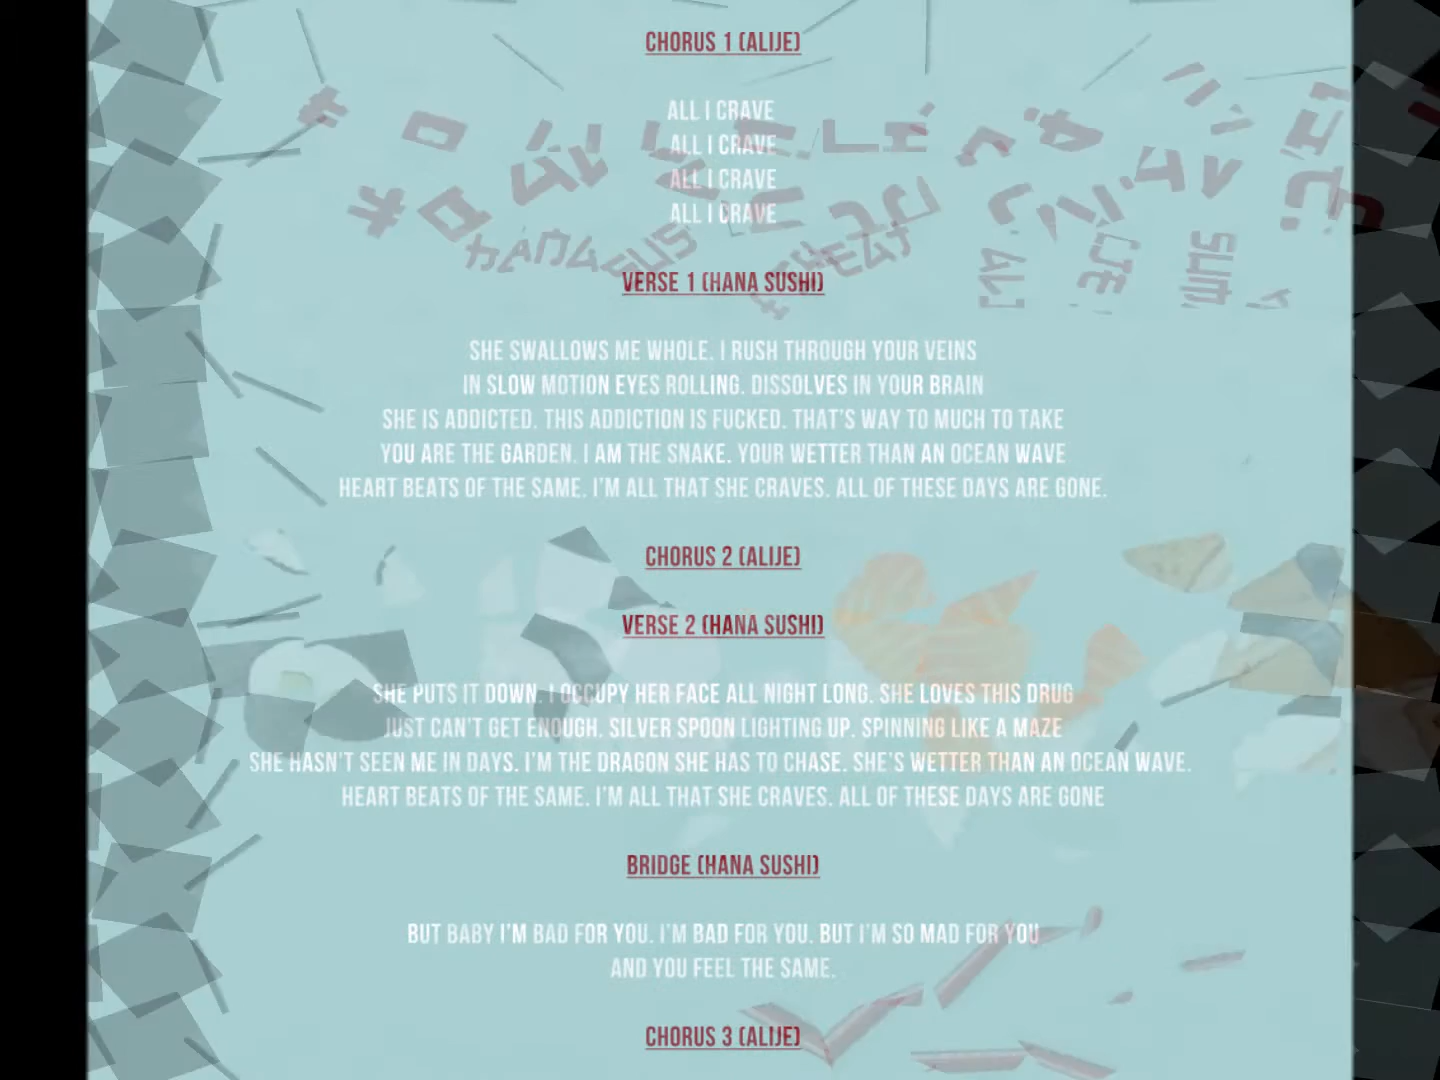 CHORUS 1 (ALIJE)
ALL I CRAVE
ALL I CRAVE
ALL I CRAVE
ALL I CRAVE
VERSE 1 (HANA SUSHI)
SHE SWALLOWS ME WHOLE. I RUSH THROUGH YOUR VEINS
IN SLOW MOTION EYES ROLLING. DISSOLVES IN YOUR BRAIN
SHE IS ADDICTED. THIS ADDICTION IS FUCKED. THAT'S WAY TO MUCH TO TAKE
YOU ARE THE GARDEN. I AM THE SNAKE. YOUR WETTER THAN AN OCEAN WAVE
HEART BEATS OF THE SAME. I'M ALL THAT SHE CRAVES. ALL OF THESE DAYS ARE GONE.
CHORUS 2 (ALIJE)
VERSE 2 (HANA SUSHI)
SHE PUTS IT DOWN. I OCCUPY HER FACE ALL NIGHT LONG. SHE LOVES THIS DRUG
JUST CAN'T GET ENOUGH. SILVER SPOON LIGHTING UP. SPINNING LIKE A MAZE
SHE HASN'T SEEN ME IN DAYS. I'M THE DRAGON SHE HAS TO CHASE. SHE'S WETTER THAN AN OCEAN WAVE.
HEART BEATS OF THE SAME. I'M ALL THAT SHE CRAVES. ALL OF THESE DAYS ARE GONE
BRIDGE (HANA SUSHI)
BUT BABY I'M BAD FOR YOU. I'M BAD FOR YOU. BUT I'M SO MAD FOR YOU
AND YOU FEEL THE SAME.
CHORUS 3 (ALIJE)